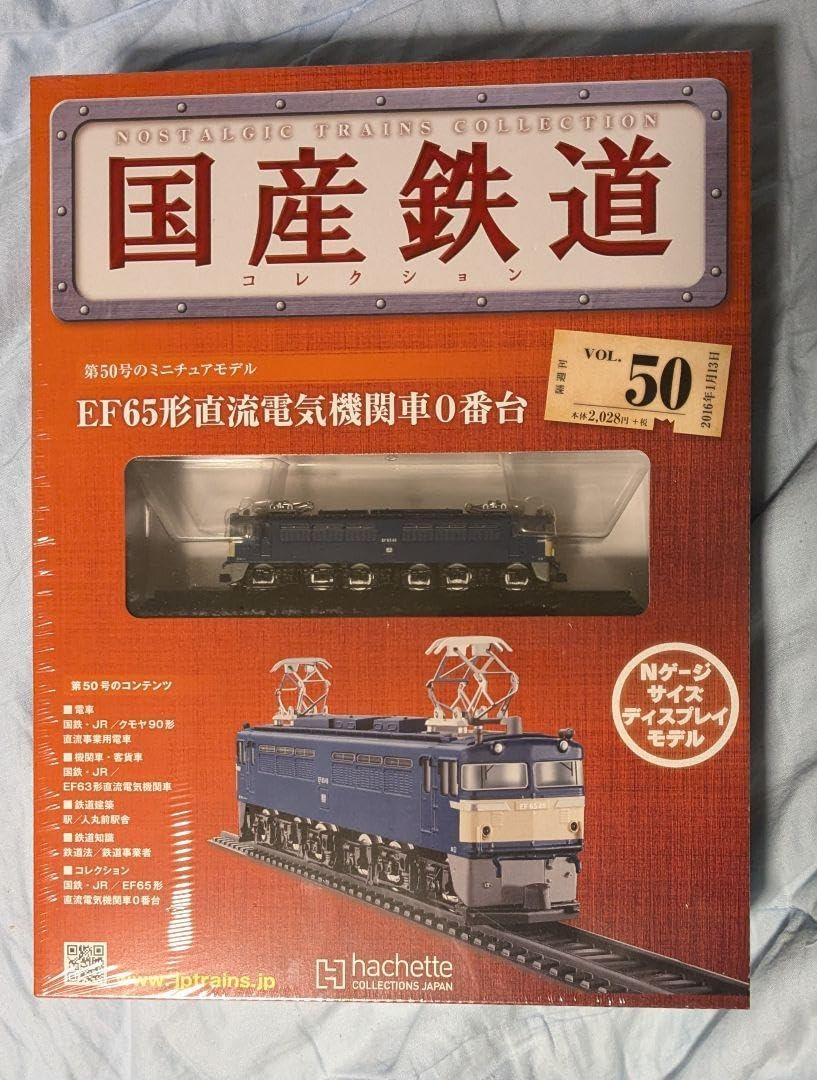 NOSTALGIC TRAINS COLLECTION
国産鉄道
コレクション
第50号のミニチュアモデル
EF65形直流電気機関車0番台
隔週刊
VOL. 50
本体2,028円+税
2016年1月13日
第50号のコンテンツ
■電車
国鉄・JR/クモヤ90形
直流事業用電車
■機関車・客貨車
国鉄・JR/
EF63形直流電気機関車
■鉄道建築
駅/人丸前駅舎
■鉄道知識
鉄道法/鉄道事業者
■コレクション
国鉄・JR/EF65形
直流電気機関車0番台
Nゲージ
サイズ
ディスプレイ
モデル
EF65
www.jptrains.jp
hachette
COLLECTIONS JAPAN